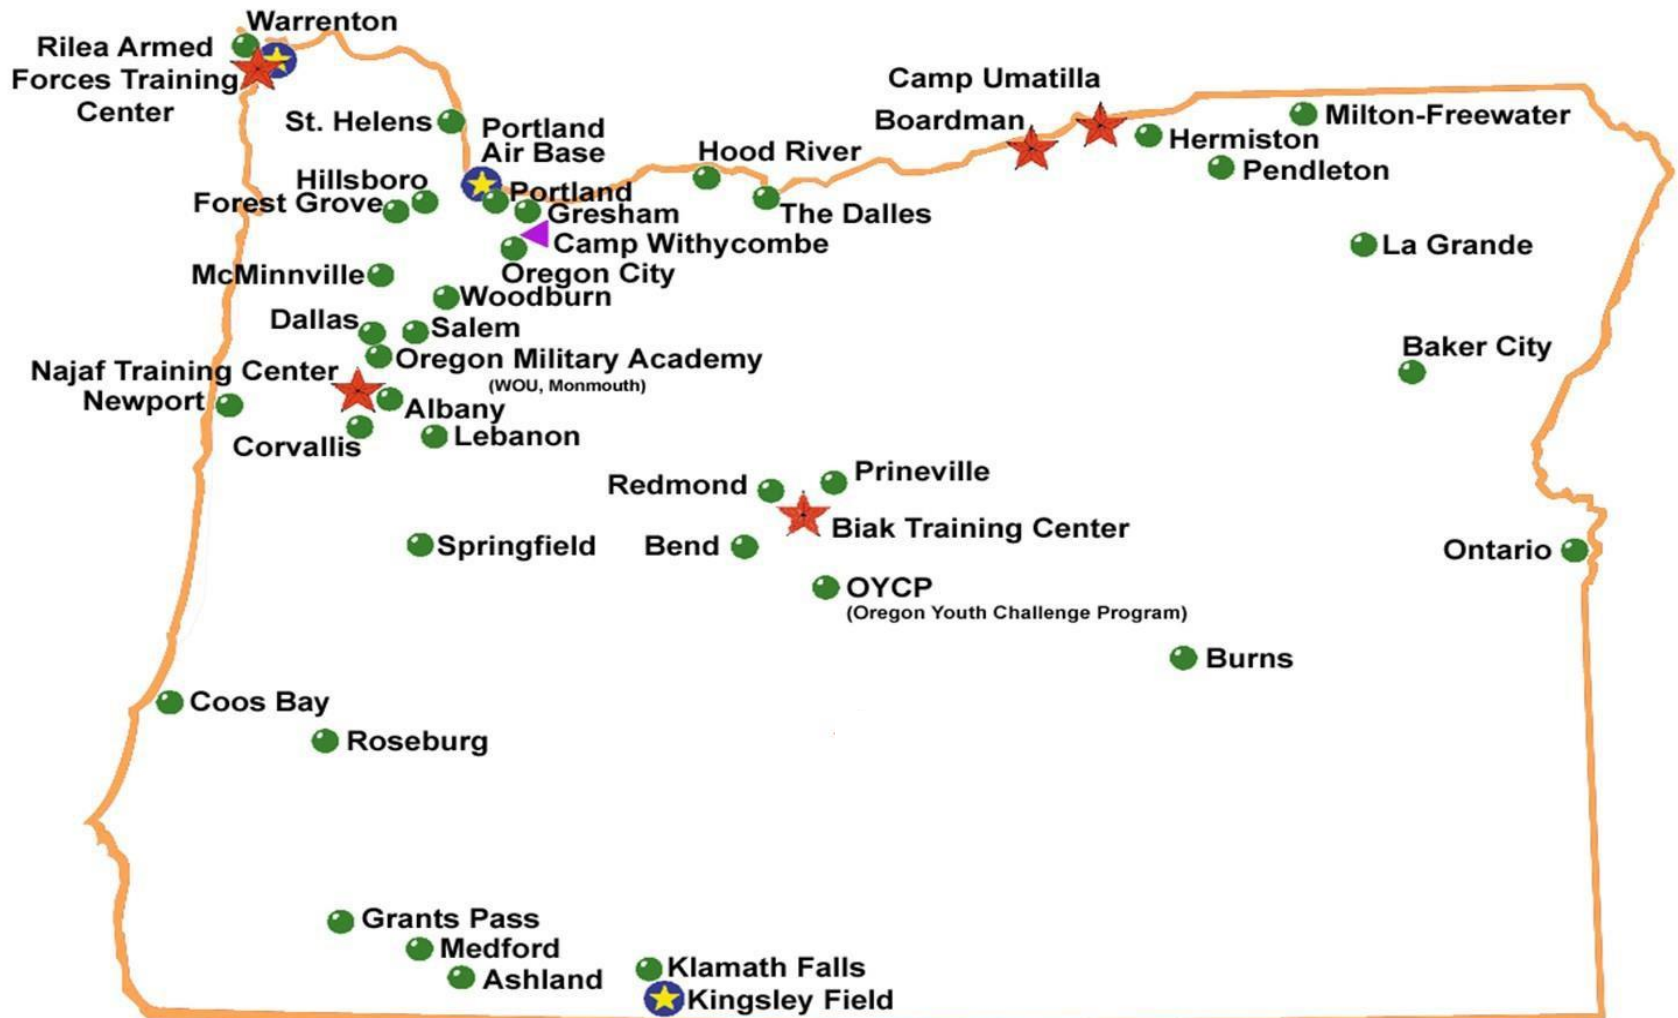 Warrenton
Rilea Armed
Forces Training
Center
Camp Umatilla
Boardman
Milton-Freewater
St. Helens
Portland
Air Base
Hermiston
Hood River
Pendleton
Hillsboro
Portland
Forest Grove
Gresham
The Dalles
Camp Withycombe
La Grande
McMinnville
Oregon City
Woodburn
Dallas
Salem
Baker City
Oregon Military Academy
(WOU, Monmouth)
Najaf Training Center
Newport
Albany
Lebanon
Corvallis
Prineville
Redmond
Biak Training Center
Springfield
Bend
Ontario
OYCP
(Oregon Youth Challenge Program)
Burns
Coos Bay
Roseburg
Grants Pass
Medford
Klamath Falls
Ashland
Kingsley Field